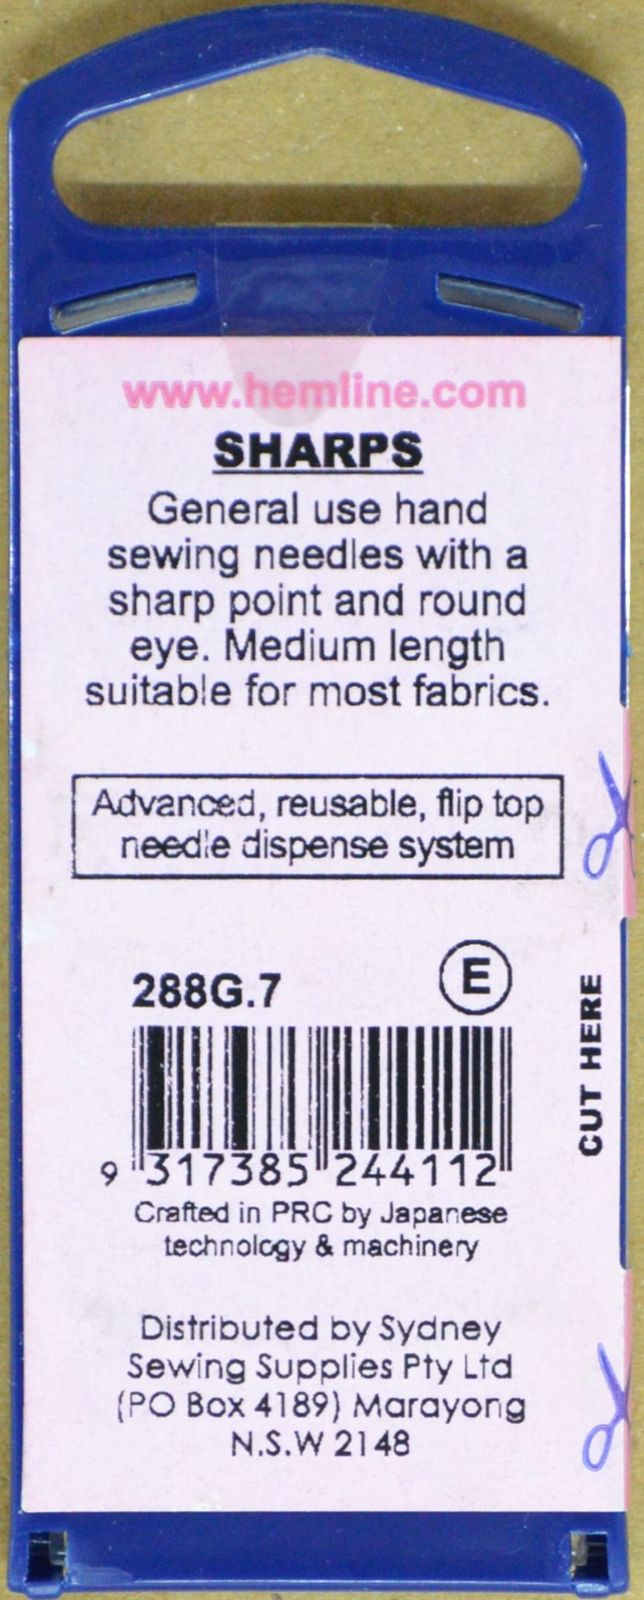 www.hemline.com
SHARPS
General use hand
sewing needles with a
sharp point and round
eye. Medium length
suitable for most fabrics.
Advanced, reusable, flip top
needle dispense system
288G.7
E
CUT HERE
9 317385 244112
Crafted in PRC by Japanese
technology & machinery
Distributed by Sydney
Sewing Supplies Pty Ltd
(PO Box 4189) Marayong
N.S.W 2148